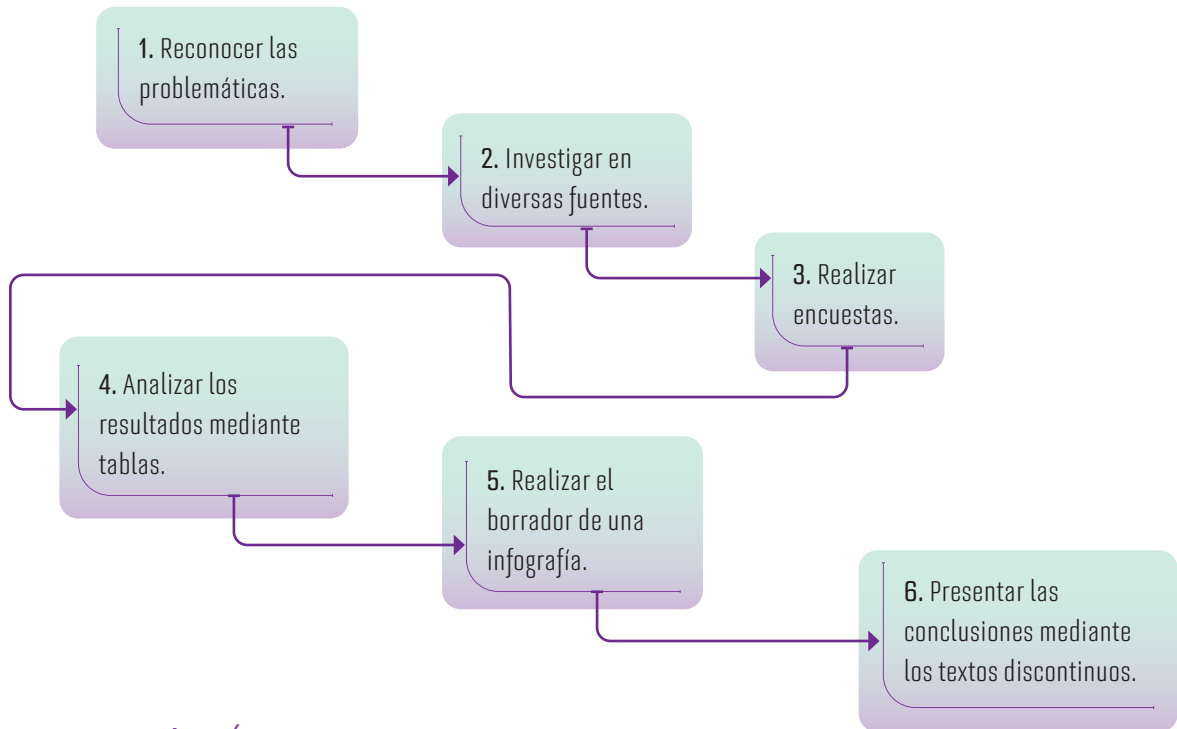 1. Reconocer las
problemáticas.
2. Investigar en
diversas fuentes.
3. Realizar
encuestas.
4. Analizar los
resultados mediante
tablas.
5. Realizar el
borrador de una
infografía.
6. Presentar las
conclusiones mediante
los textos discontinuos.